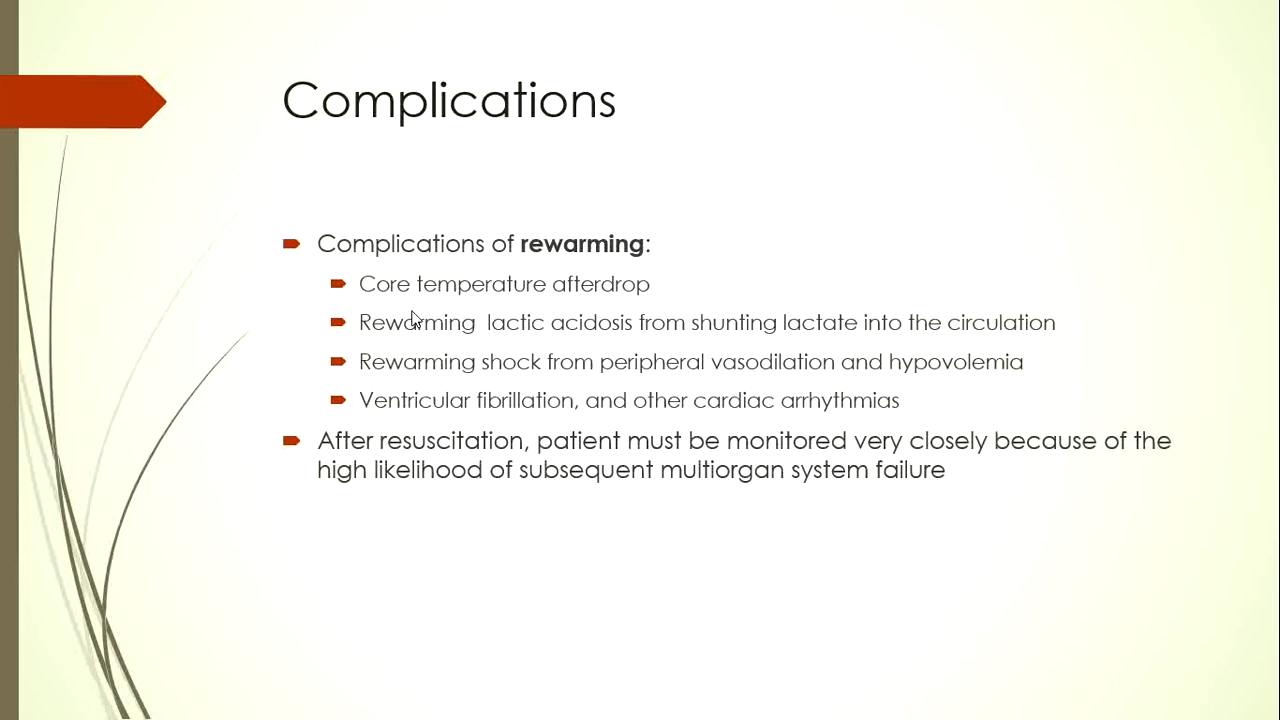 Complications
Complications of rewarming:
Core temperature afterdrop
Rewarming lactic acidosis from shunting lactate into the circulation
Rewarming shock from peripheral vasodilation and hypovolemia
Ventricular fibrillation, and other cardiac arrhythmias
After resuscitation, patient must be monitored very closely because of the
high likelihood of subsequent multiorgan system failure